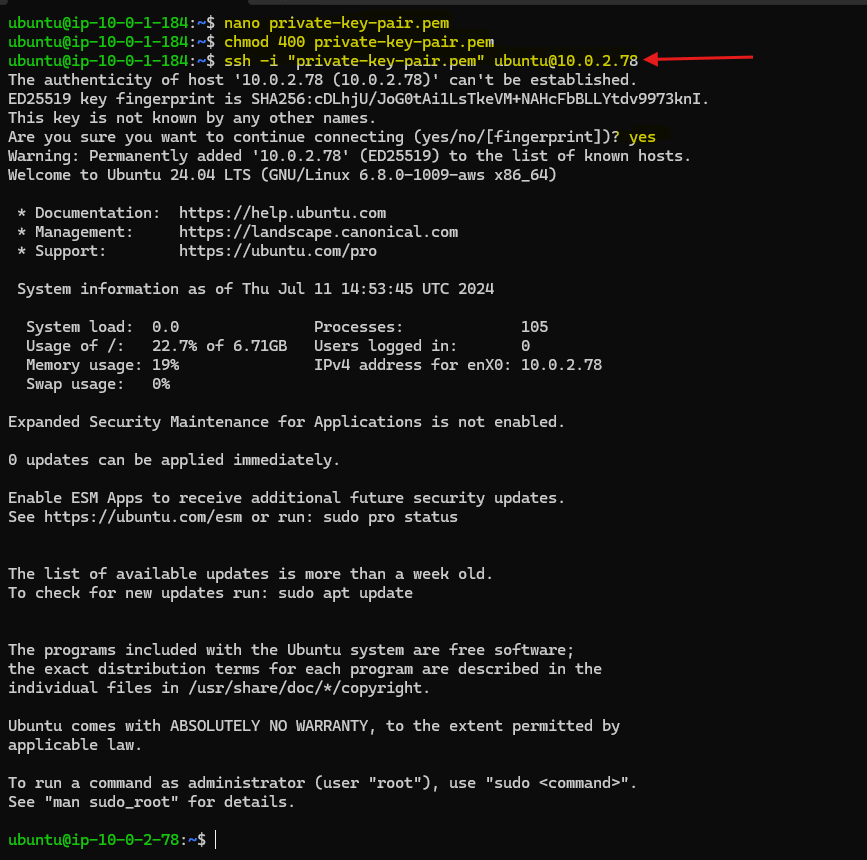 ubuntu@ip-10-0-1-184:~$ nano private-key-pair.pem
ubuntu@ip-10-0-1-184:~$ chmod 400 private-key-pair.pem
ubuntu@ip-10-0-1-184:~$ ssh -i "private-key-pair.pem" ubuntu@10.0.2.78
The authenticity of host '10.0.2.78 (10.0.2.78)' can't be established.
ED25519 key fingerprint is SHA256:cDLhjU/JoG0tAi1LsTkeVM+NAHcFbBLLYtdv9973knI.
This key is not known by any other names.
Are you sure you want to continue connecting (yes/no/[fingerprint])? yes
Warning: Permanently added '10.0.2.78' (ED25519) to the list of known hosts.
Welcome to Ubuntu 24.04 LTS (GNU/Linux 6.8.0-1009-aws x86_64)

 * Documentation:  https://help.ubuntu.com
 * Management:     https://landscape.canonical.com
 * Support:        https://ubuntu.com/pro

 System information as of Thu Jul 11 14:53:45 UTC 2024

  System load:  0.0               Processes:             105
  Usage of /:   22.7% of 6.71GB   Users logged in:       0
  Memory usage: 19%               IPv4 address for enX0: 10.0.2.78
  Swap usage:   0%

Expanded Security Maintenance for Applications is not enabled.

0 updates can be applied immediately.

Enable ESM Apps to receive additional future security updates.
See https://ubuntu.com/esm or run: sudo pro status

The list of available updates is more than a week old.
To check for new updates run: sudo apt update

The programs included with the Ubuntu system are free software;
the exact distribution terms for each program are described in the
individual files in /usr/share/doc/*/copyright.

Ubuntu comes with ABSOLUTELY NO WARRANTY, to the extent permitted by
applicable law.

To run a command as administrator (user "root"), use "sudo <command>".
See "man sudo_root" for details.

ubuntu@ip-10-0-2-78:~$